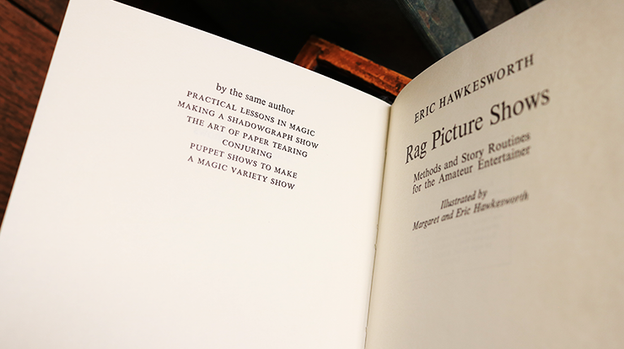 by the same author
PRACTICAL LESSONS IN MAGIC
MAKING A SHADOWGRAPH SHOW
THE ART OF PAPER TEARING
CONJURING
PUPPET SHOWS TO MAKE
A MAGIC VARIETY SHOW
ERIC HAWKESWORTH
Rag Picture Shows
Methods and Story Routines
for the Amateur Entertainer
Illustrated by
Margaret and Eric Hawkesworth